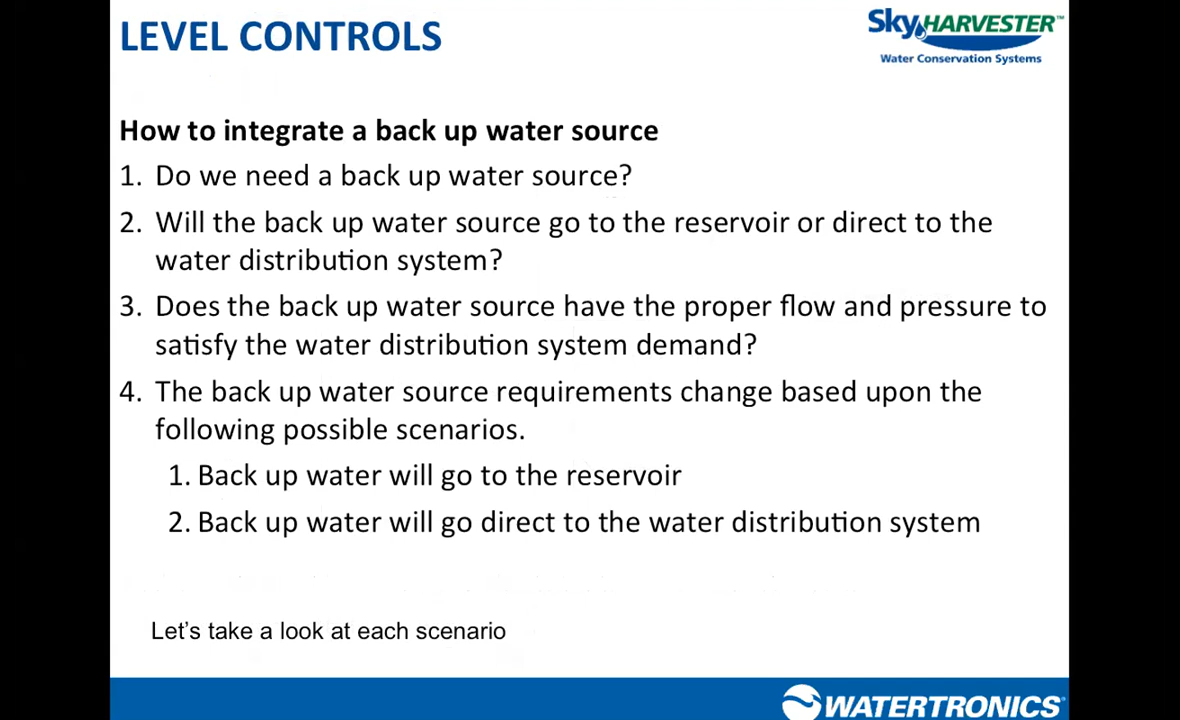 LEVEL CONTROLS
SkyHARVESTER™
Water Conservation Systems
How to integrate a back up water source
1. Do we need a back up water source?
2. Will the back up water source go to the reservoir or direct to the
water distribution system?
3. Does the back up water source have the proper flow and pressure to
satisfy the water distribution system demand?
4. The back up water source requirements change based upon the
following possible scenarios.
1. Back up water will go to the reservoir
2. Back up water will go direct to the water distribution system
Let's take a look at each scenario
WATERTRONICS®